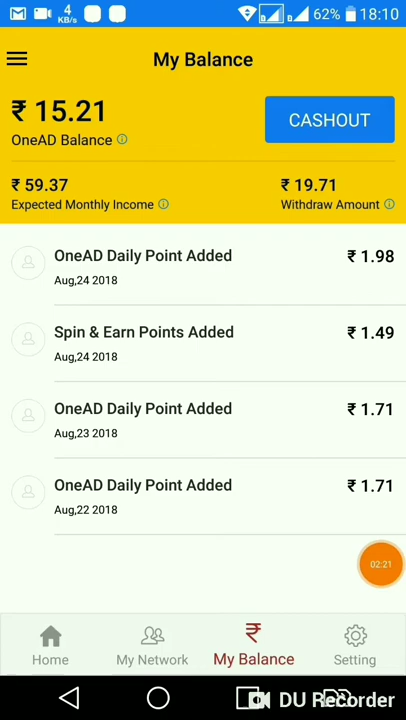 4 KB/s 62% 18:10
My Balance
₹ 15.21
OneAD Balance
CASHOUT
₹ 59.37
Expected Monthly Income
₹ 19.71
Withdraw Amount
OneAD Daily Point Added ₹ 1.98
Aug,24 2018
Spin & Earn Points Added ₹ 1.49
Aug,24 2018
OneAD Daily Point Added ₹ 1.71
Aug,23 2018
OneAD Daily Point Added ₹ 1.71
Aug,22 2018
02:21
Home My Network My Balance Setting
DU Recorder